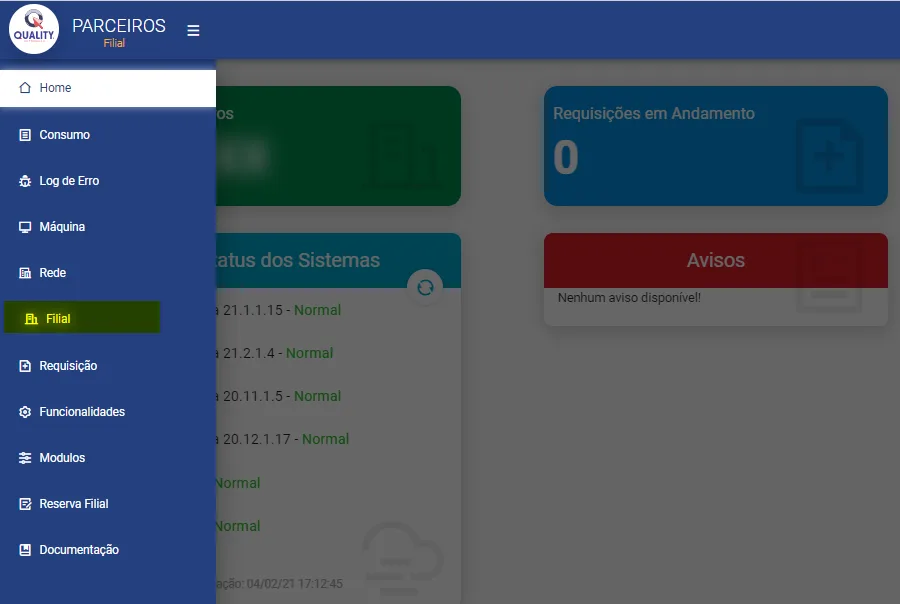 QUALITY
PARCEIROS
Filial
Home
Consumo
Log de Erro
Máquina
Rede
Filial
Requisição
Funcionalidades
Modulos
Reserva Filial
Documentação
os
Requisições em Andamento
0
atus dos Sistemas
a 21.1.1.15 - Normal
a 21.2.1.4 - Normal
a 20.11.1.5 - Normal
a 20.12.1.17 - Normal
Normal
Normal
ação: 04/02/21 17:12:45
Avisos
Nenhum aviso disponível!